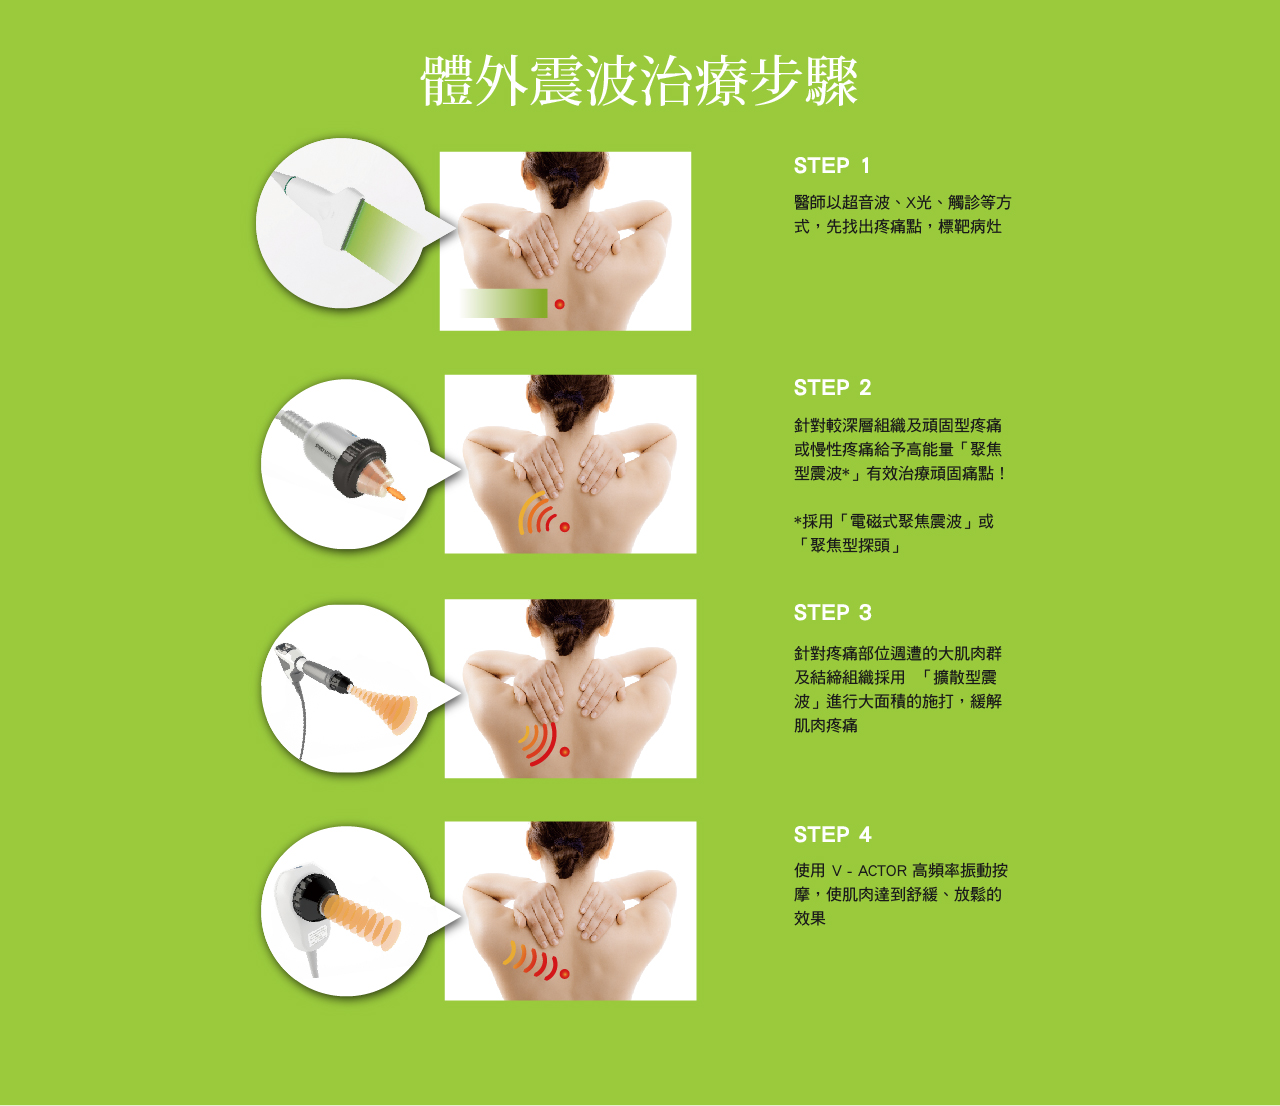 體外震波治療步驟
STEP 1
醫師以超音波、X光、觸診等方
式，先找出疼痛點，標靶病灶
STEP 2
針對較深層組織及頑固型疼痛
或慢性疼痛給予高能量「聚焦
型震波*」有效治療頑固痛點！
*採用「電磁式聚焦震波」或
「聚焦型探頭」
STEP 3
針對疼痛部位週遭的大肌肉群
及結締組織採用 「擴散型震
波」進行大面積的施打，緩解
肌肉疼痛
STEP 4
使用 V - ACTOR 高頻率振動按
摩，使肌肉達到舒緩、放鬆的
效果